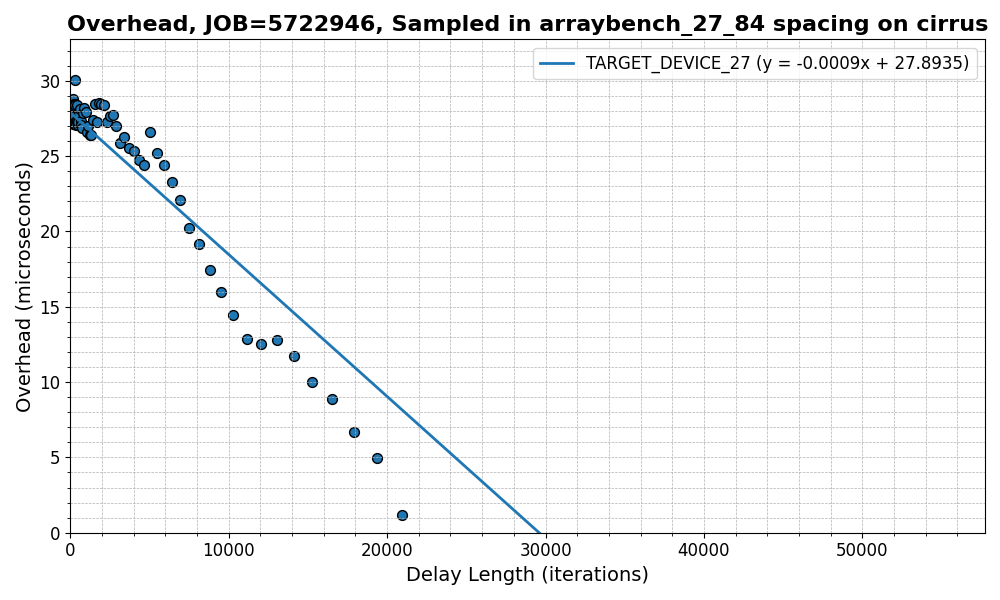 Overhead, JOB=5722946, Sampled in arraybench_27_84 spacing on cirrus
TARGET_DEVICE_27 (y = -0.0009x + 27.8935)
30
25
20
15
10
5
0
Overhead (microseconds)
0 10000 20000 30000 40000 50000
Delay Length (iterations)